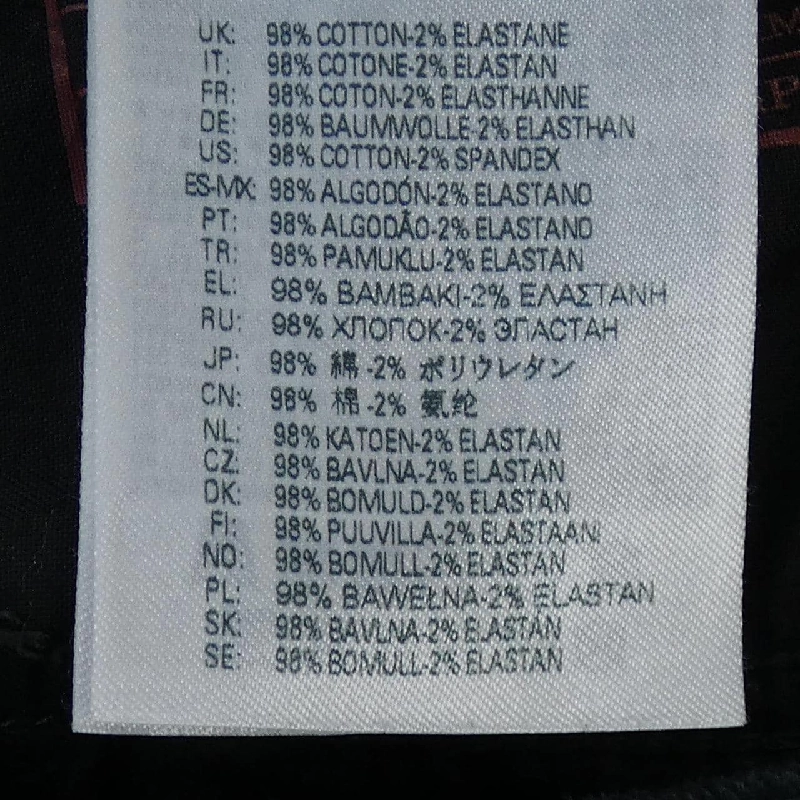 UK: 98% COTTON-2% ELASTANE
IT: 98% COTONE-2% ELASTAN
FR: 98% COTON-2% ELASTHANNE
DE: 98% BAUMWOLLE-2% ELASTHAN
US: 98% COTTON-2% SPANDEX
ES-MX: 98% ALGODÓN-2% ELASTANO
PT: 98% ALGODÃO-2% ELASTANO
TR: 98% PAMUKLU-2% ELASTAN
EL: 98% ΒΑΜΒΑΚΙ-2% ΕΛΑΣΤΑΝΗ
RU: 98% ХЛОПОК-2% ЭЛАСТАН
JP: 98% 綿 -2% ポリウレタン
CN: 98% 棉 -2% 氨纶
NL: 98% KATOEN-2% ELASTAN
CZ: 98% BAVLNA-2% ELASTAN
DK: 98% BOMULD-2% ELASTAN
FI: 98% PUUVILLA-2% ELASTAANI
NO: 98% BOMULL-2% ELASTAN
PL: 98% BAWEŁNA-2% ELASTAN
SK: 98% BAVLNA-2% ELASTAN
SE: 98% BOMULL-2% ELASTAN